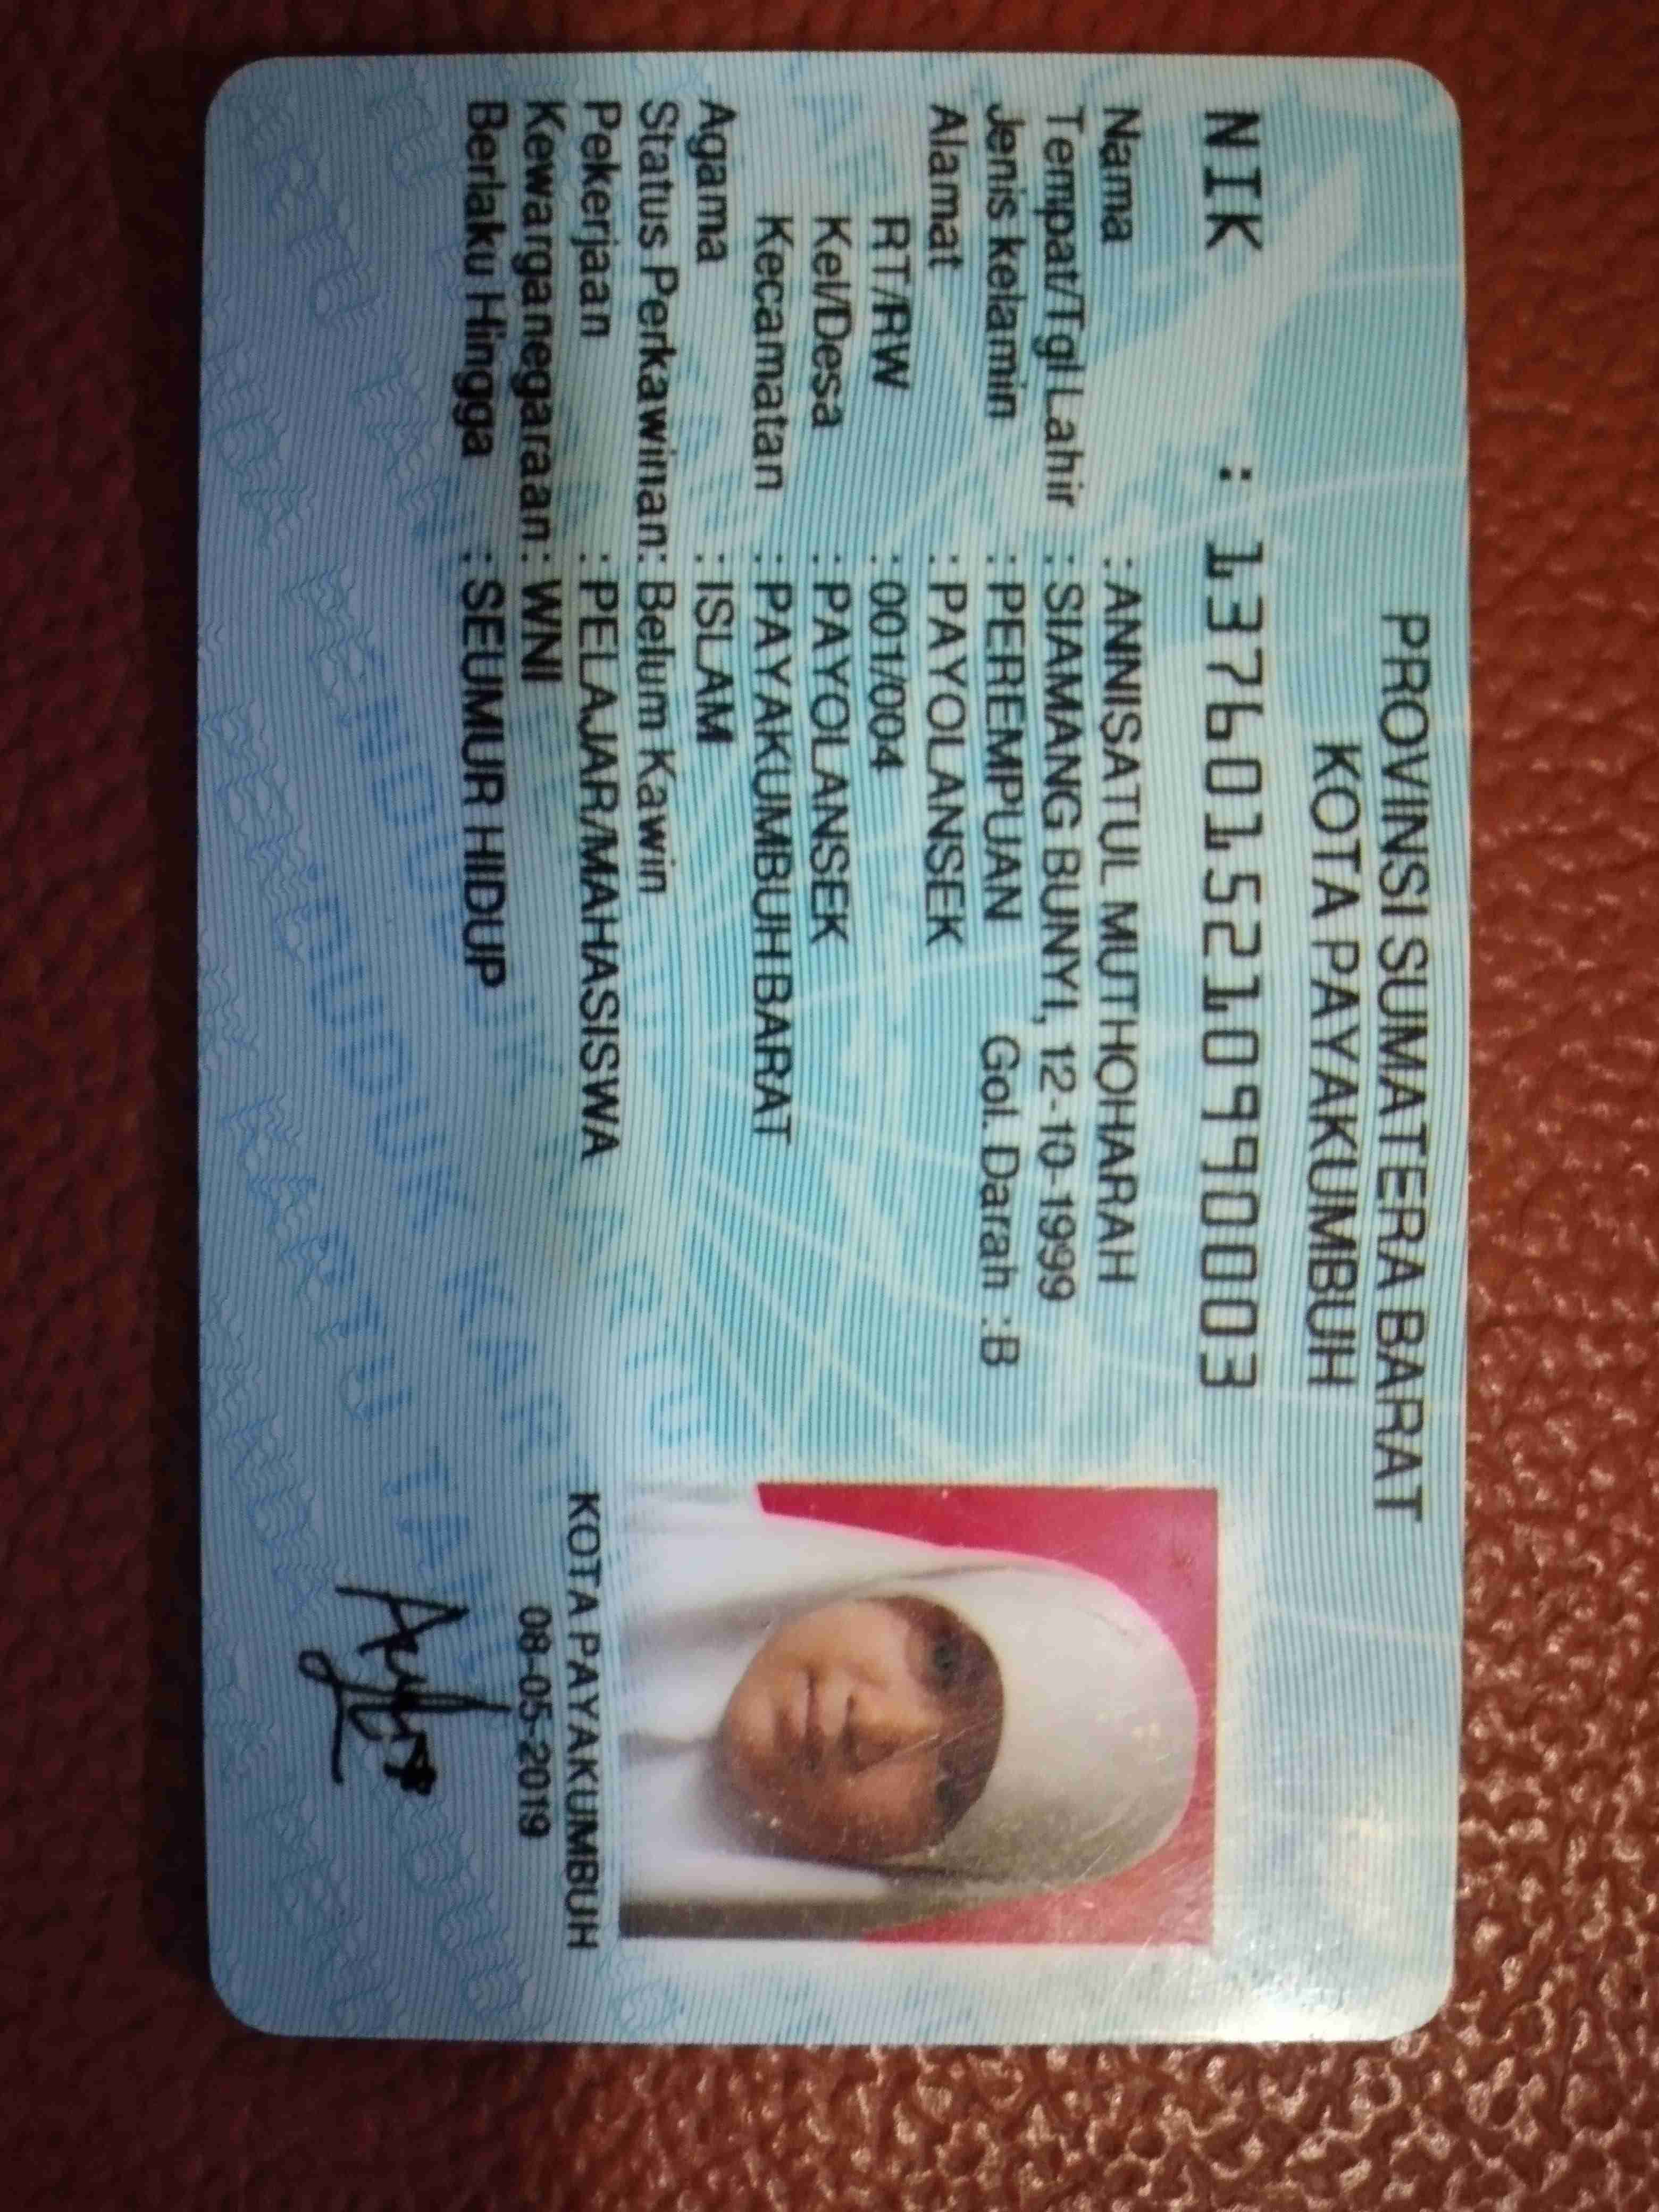 PROVINSI SUMATERA BARAT
KOTA PAYAKUMBUH
NIK : 1376015210990003
Nama : ANNISATUL MUTHOHARAH
Tempat/Tgl Lahir : SIAMANG BUNYI, 12-10-1999
Jenis kelamin : PEREMPUAN Gol. Darah : B
Alamat : PAYOLANSEK
RT/RW : 001/004
Kel/Desa : PAYOLANSEK
Kecamatan : PAYAKUMBUH BARAT
Agama : ISLAM
Status Perkawinan: Belum Kawin
Pekerjaan : PELAJAR/MAHASISWA
Kewarganegaraan: WNI
Berlaku Hingga : SEUMUR HIDUP
KOTA PAYAKUMBUH
08-05-2019